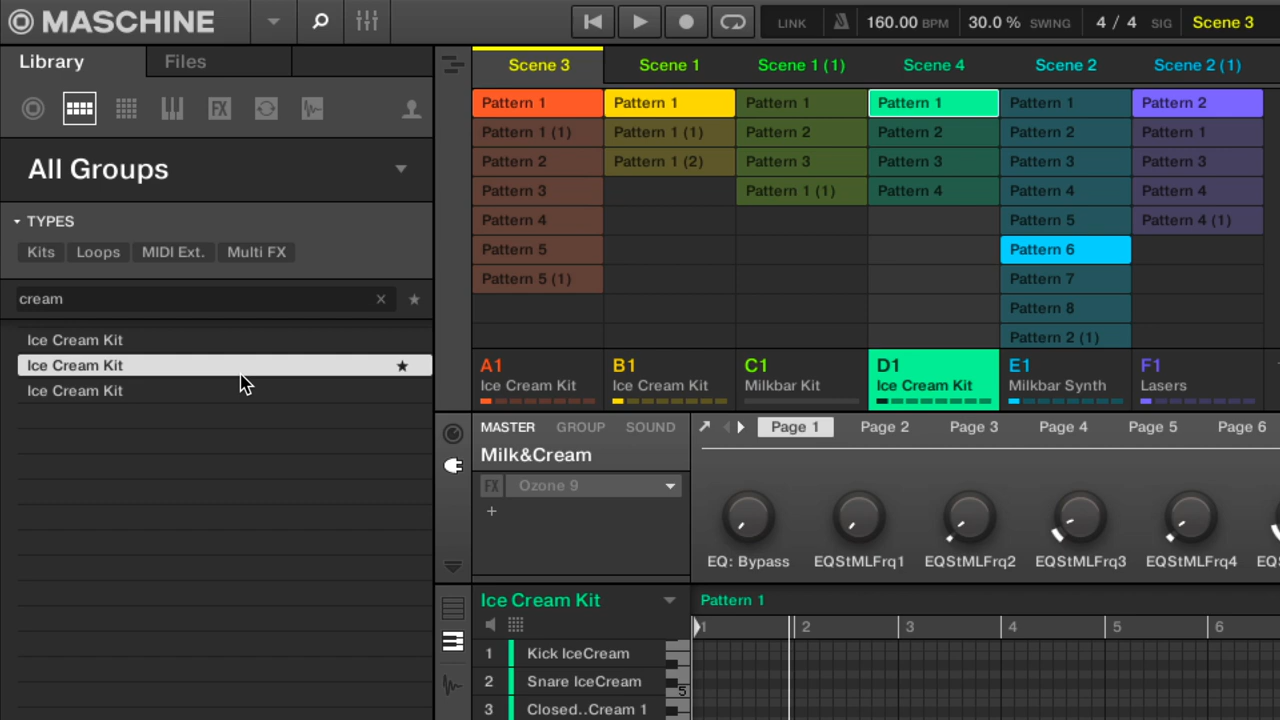 MASCHINE
LINK 160.00 BPM 30.0 % SWING 4 / 4 SIG Scene 3
Library Files
All Groups
TYPES
Kits Loops MIDI Ext. Multi FX
cream
Ice Cream Kit
Ice Cream Kit
Ice Cream Kit
Scene 3 Scene 1 Scene 1 (1) Scene 4 Scene 2 Scene 2 (1)
Pattern 1 Pattern 1 Pattern 1 Pattern 1 Pattern 1 Pattern 2
Pattern 1 (1) Pattern 1 (1) Pattern 2 Pattern 2 Pattern 2 Pattern 1
Pattern 2 Pattern 1 (2) Pattern 3 Pattern 3 Pattern 3 Pattern 3
Pattern 3 Pattern 1 (1) Pattern 4 Pattern 4 Pattern 4
Pattern 4 Pattern 5 Pattern 4 (1)
Pattern 5 Pattern 6
Pattern 5 (1) Pattern 7
Pattern 8
Pattern 2 (1)
A1 B1 C1 D1 E1 F1
Ice Cream Kit Ice Cream Kit Milkbar Kit Ice Cream Kit Milkbar Synth Lasers
MASTER GROUP SOUND
Milk&Cream
FX Ozone 9
+
Page 1 Page 2 Page 3 Page 4 Page 5 Page 6
EQ: Bypass EQStMLFrq1 EQStMLFrq2 EQStMLFrq3 EQStMLFrq4 EQ
Ice Cream Kit
Pattern 1
1 2 3 4 5 6
1 Kick IceCream
2 Snare IceCream
5
3 Closed..Cream 1